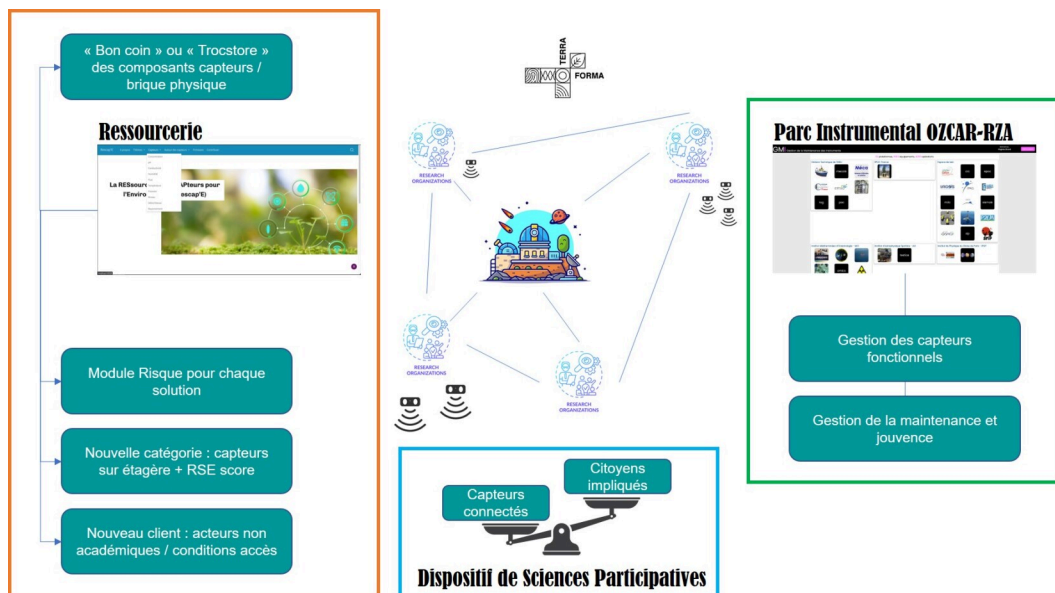 « Bon coin » ou « Trocstore »
des composants capteurs /
brique physique
Ressourcerie
La RESsourc
APteurs pour
l'Enviro
escap'E)
Module Risque pour chaque
solution
Nouvelle catégorie : capteurs
sur étagère + RSE score
Nouveau client : acteurs non
académiques / conditions accès
TERRA
FORMA
RESEARCH
ORGANIZATIONS
RESEARCH
ORGANIZATIONS
RESEARCH
ORGANIZATIONS
RESEARCH
ORGANIZATIONS
Citoyens
impliqués
Capteurs
connectés
Dispositif de Sciences Participatives
Parc Instrumental OZCAR-RZA
GMI
Gestion des capteurs
fonctionnels
Gestion de la maintenance et
jouvence